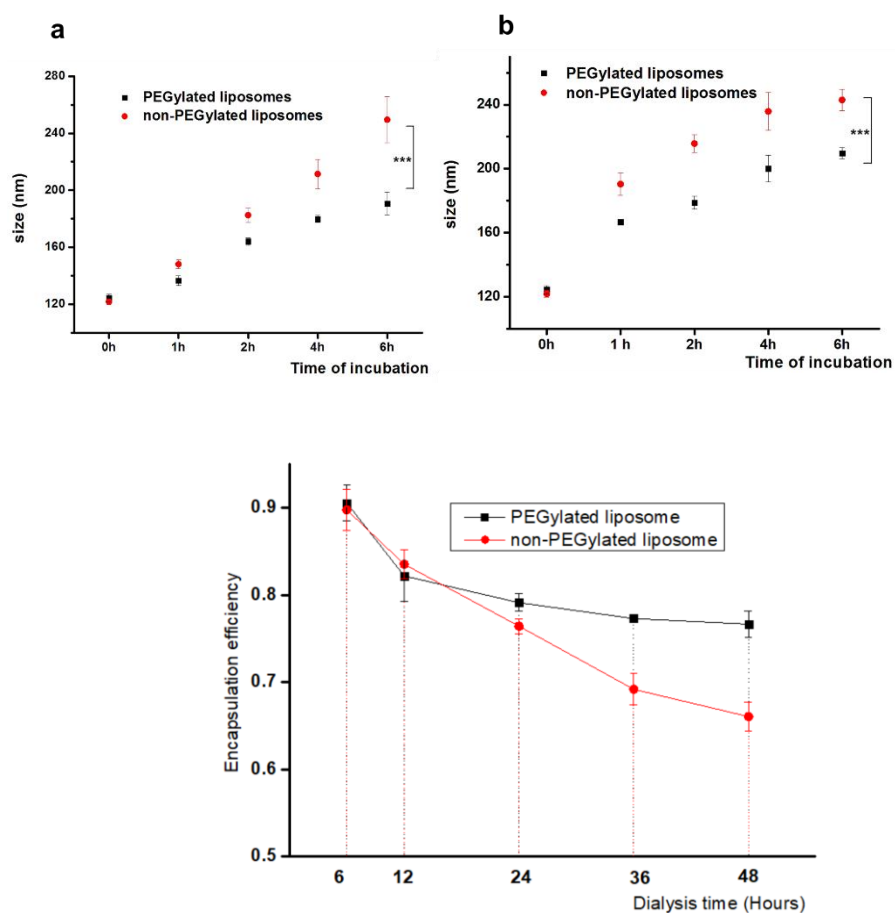 a
280
240
200
160
120
size (nm)
PEGylated liposomes
non-PEGylated liposomes
***
0h
1h
2h
4h
6h
Time of incubation
b
240
200
160
120
size (nm)
PEGylated liposomes
non-PEGylated liposomes
***
0h
1 h
2h
4h
6h
Time of incubation
0.9
0.8
0.7
0.6
0.5
Encapsulation efficiency
PEGylated liposome
non-PEGylated liposome
6
12
24
36
48
Dialysis time (Hours)